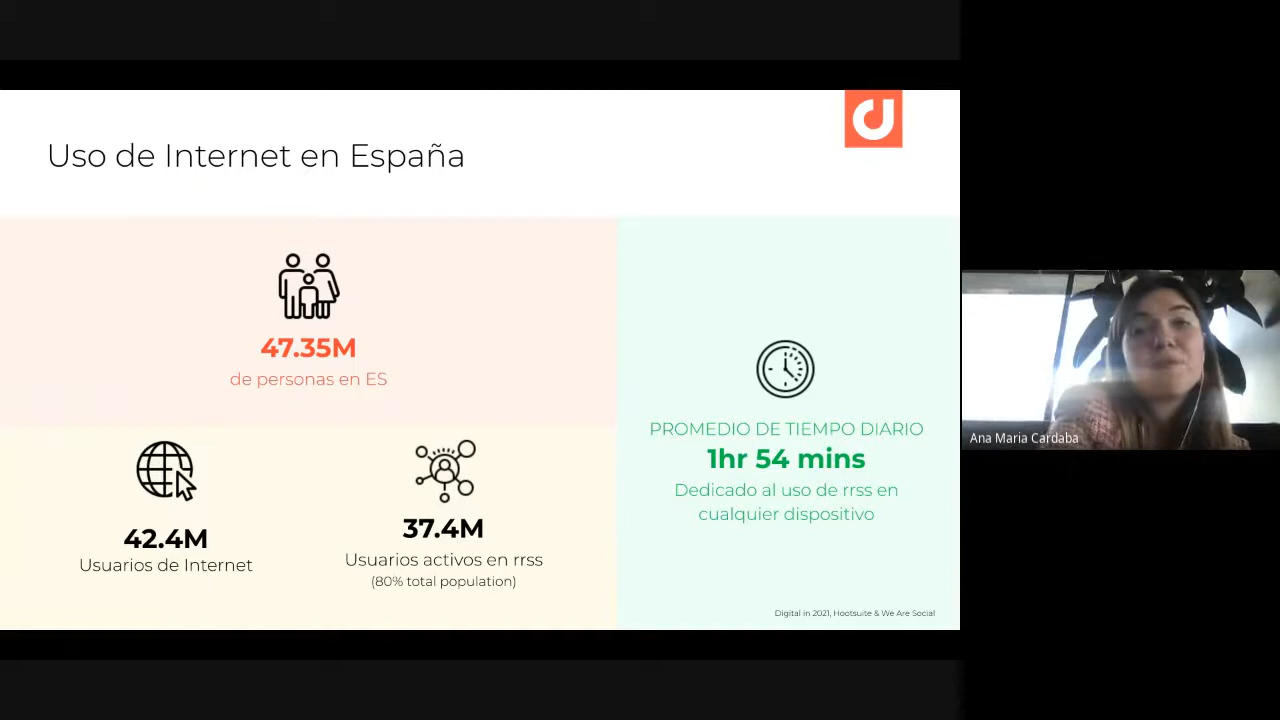 Uso de Internet en España
47.35M
de personas en ES
42.4M
Usuarios de Internet
37.4M
Usuarios activos en rrss
(80% total population)
PROMEDIO DE TIEMPO DIARIO
1hr 54 mins
Dedicado al uso de rrss en
cualquier dispositivo
Digital in 2021, Hootsuite & We Are Social
Ana Maria Cardaba